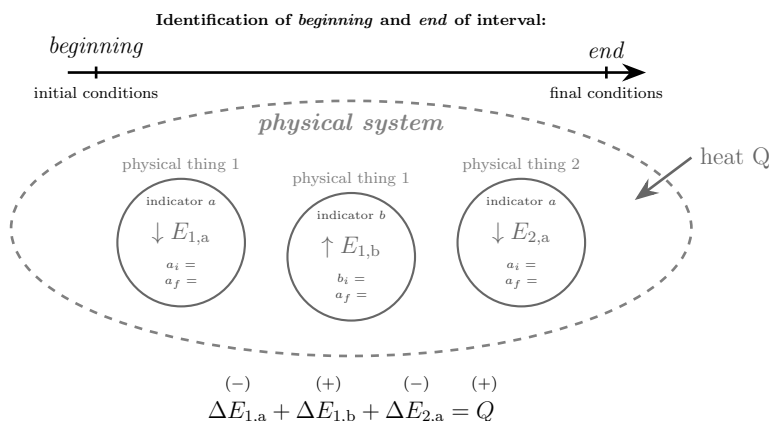 Identification of beginning and end of interval:
beginning
end
initial conditions
final conditions
physical system
heat Q
physical thing 1
physical thing 1
physical thing 2
indicator a
↓ E1,a
ai =
af =
indicator b
↑ E1,b
bi =
af =
indicator a
↓ E2,a
ai =
af =
(−) (+) (−) (+)
ΔE1,a + ΔE1,b + ΔE2,a = Q